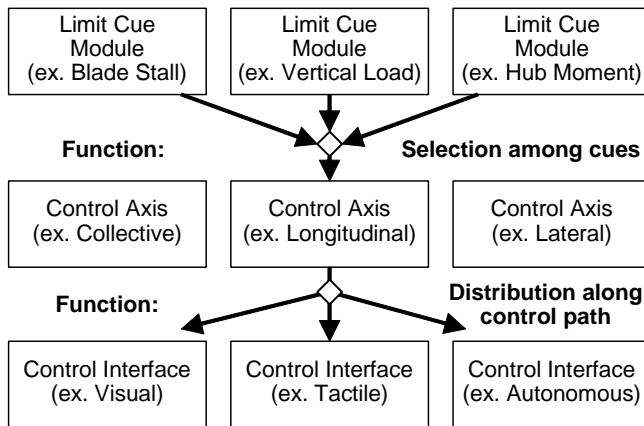 Limit Cue
Module
(ex. Blade Stall)
Limit Cue
Module
(ex. Vertical Load)
Limit Cue
Module
(ex. Hub Moment)
Function:
Selection among cues
Control Axis
(ex. Collective)
Control Axis
(ex. Longitudinal)
Control Axis
(ex. Lateral)
Function:
Distribution along
control path
Control Interface
(ex. Visual)
Control Interface
(ex. Tactile)
Control Interface
(ex. Autonomous)